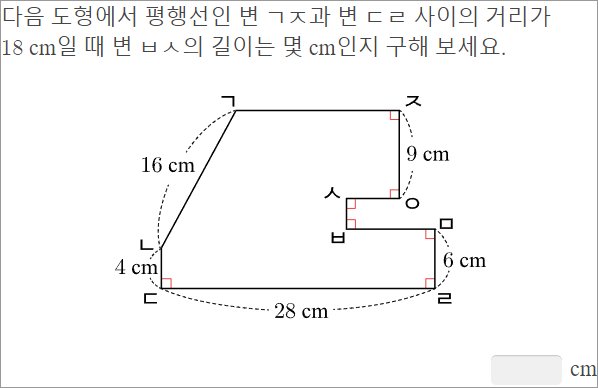 다음 도형에서 평행선인 변 ㄱㅈ과 변 ㄷㄹ 사이의 거리가
18 cm일 때 변 ㅂㅅ의 길이는 몇 cm인지 구해 보세요.
ㄱ ㅈ
16 cm 9 cm
ㅅ ㅇ
ㅂ ㅁ
ㄴ
4 cm 6 cm
ㄷ ㄹ
28 cm
cm